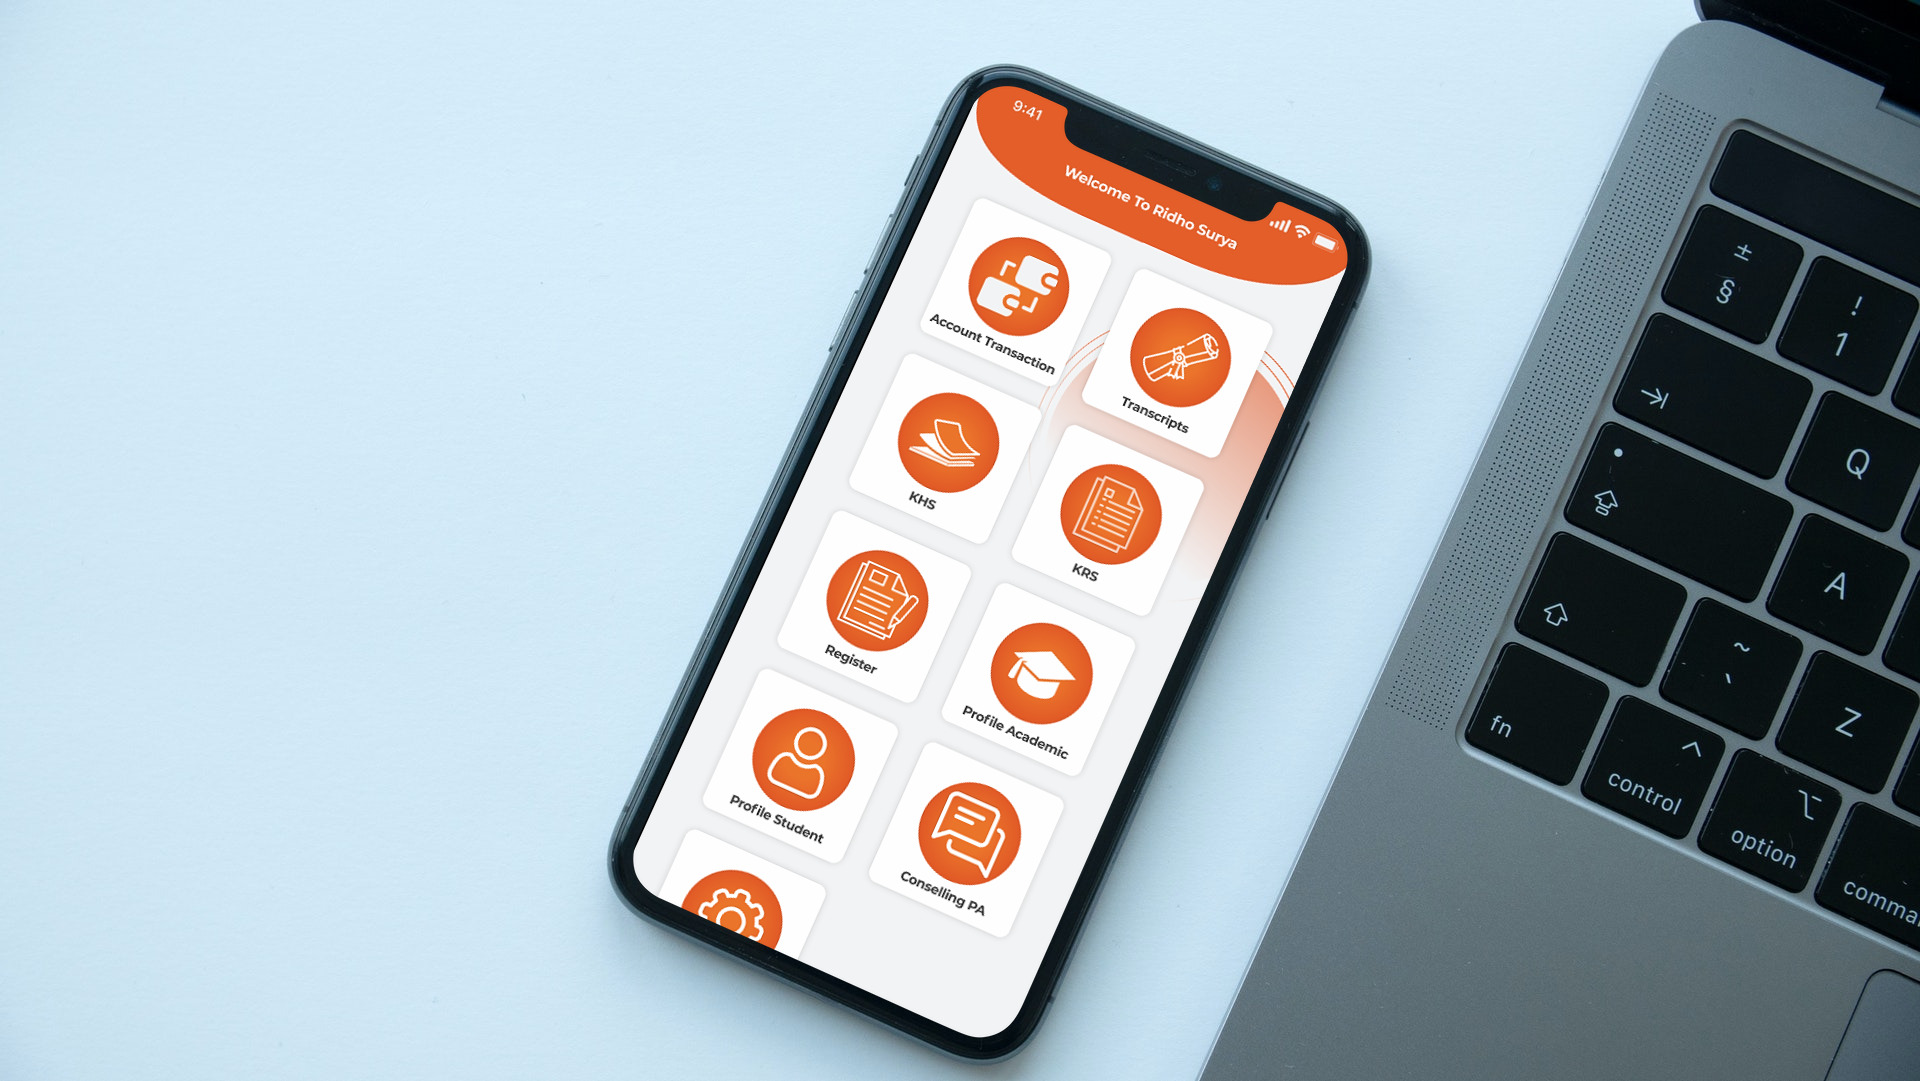 9:41
Welcome To Ridho Surya
Account Transaction
Transcripts
KHS
KRS
Register
Profile Academic
Profile Student
Conselling PA
±
§
!
1
Q
A
~
`
Z
fn
control
option
comma